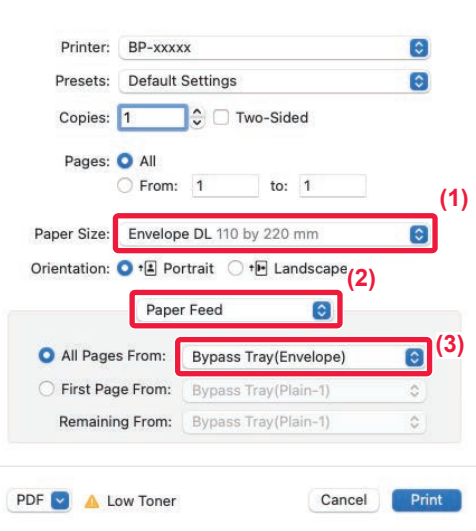 Printer: BP-xxxxx
Presets: Default Settings
Copies: 1 Two-Sided
Pages: All
From: 1 to: 1
(1)
Paper Size: Envelope DL 110 by 220 mm
Orientation: Portrait Landscape
(2)
Paper Feed
(3)
All Pages From: Bypass Tray(Envelope)
First Page From: Bypass Tray(Plain-1)
Remaining From: Bypass Tray(Plain-1)
PDF Low Toner Cancel Print